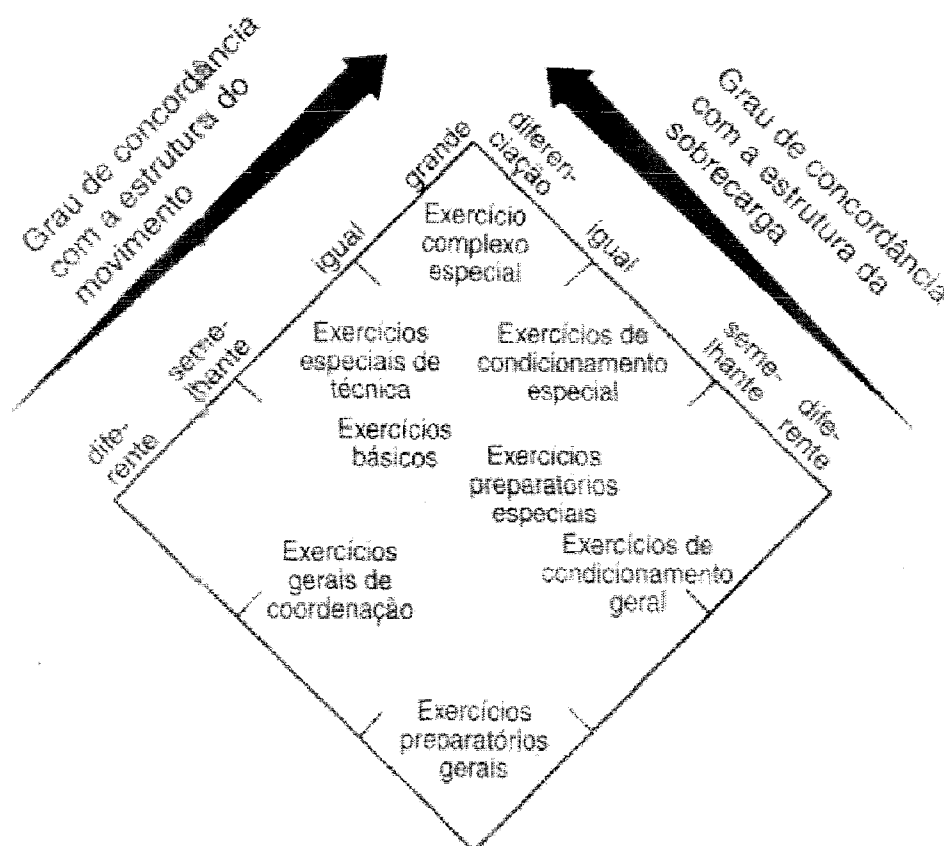 Grau de concordância
com a estrutura do
movimento
Grau de concordância
com a estrutura da
sobrecarga
grande
diferen-
ciação
igual
igual
seme-
lhante
seme-
lhante
dife-
rente
dife-
rente
Exercício
complexo
especial
Exercícios
especiais de
técnica
Exercícios de
condicionamento
especial
Exercícios
básicos
Exercicios
preparatórios
especiais
Exercícios
gerais de
coordenação
Exercícios de
condicionamento
geral
Exercícios
preparatórios
gerais